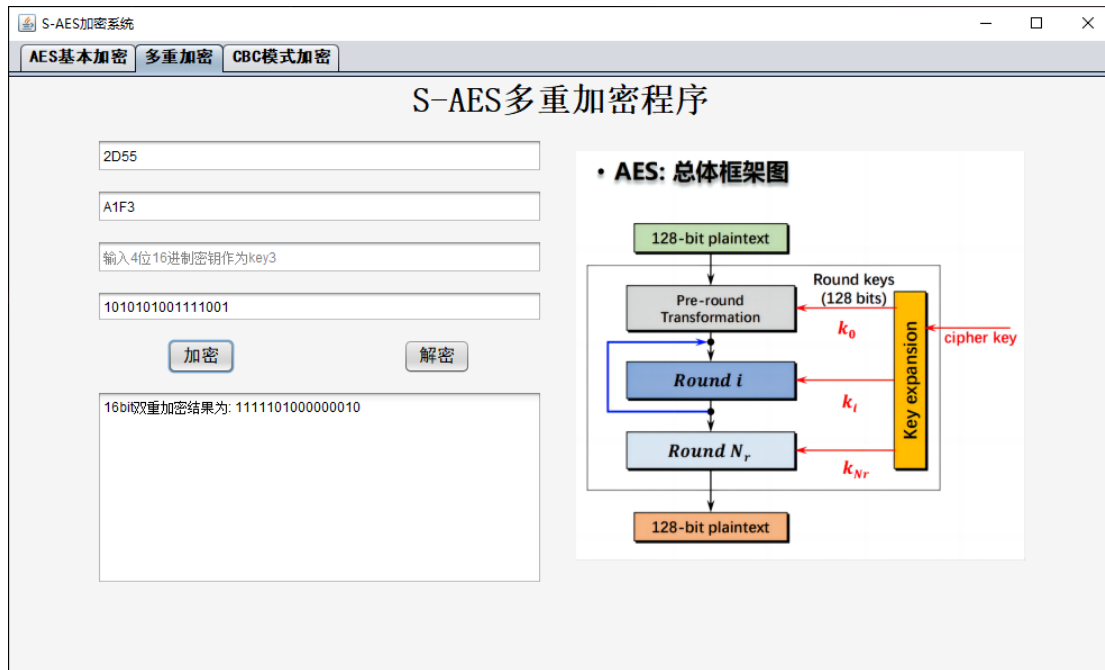 S-AES加密系统
AES基本加密 多重加密 CBC模式加密
S-AES多重加密程序
2D55
A1F3
输入4位16进制密钥作为key3
1010101001111001
加密 解密
16bit双重加密结果为: 1111101000000010
• AES: 总体框架图
128-bit plaintext
Pre-round
Transformation
Round keys
(128 bits)
k0
cipher key
Round i
ki
Key expansion
Round Nr
kNr
128-bit plaintext